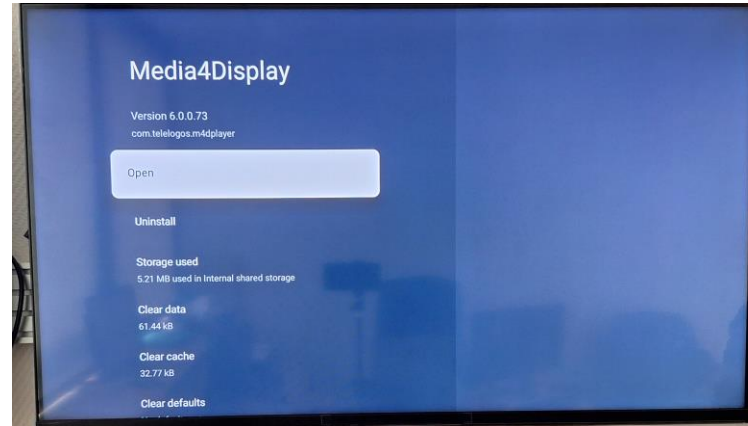 Media4Display
Version 6.0.0.73
com.telelogos.m4dplayer
Open
Uninstall
Storage used
5.21 MB used in Internal shared storage
Clear data
61.44 kB
Clear cache
32.77 kB
Clear defaults